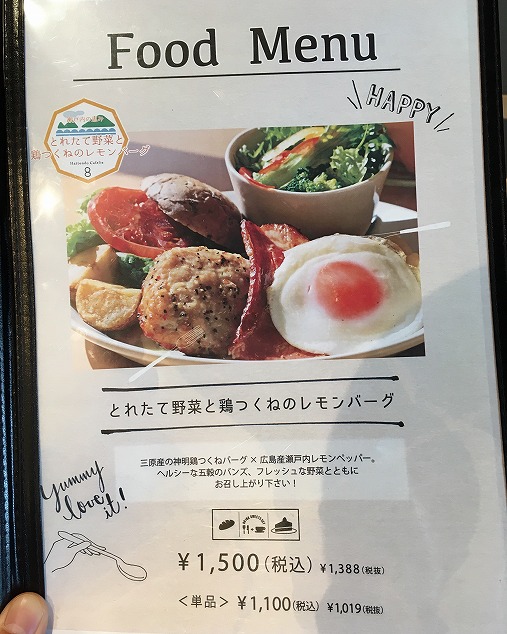 Food Menu
HAPPY
とれたて野菜と
鶏つくねのレモンバーグ
8
とれたて野菜と鶏つくねのレモンバーグ
三原産の神明鶏つくねバーグ × 広島産瀬戸内レモンペッパー。
ヘルシーな五穀のバンズ、フレッシュな野菜とともに
お召し上がり下さい！
yummy
love
it!
¥1,500(税込) ¥1,388(税抜)
＜単品＞ ¥1,100(税込) ¥1,019(税抜)